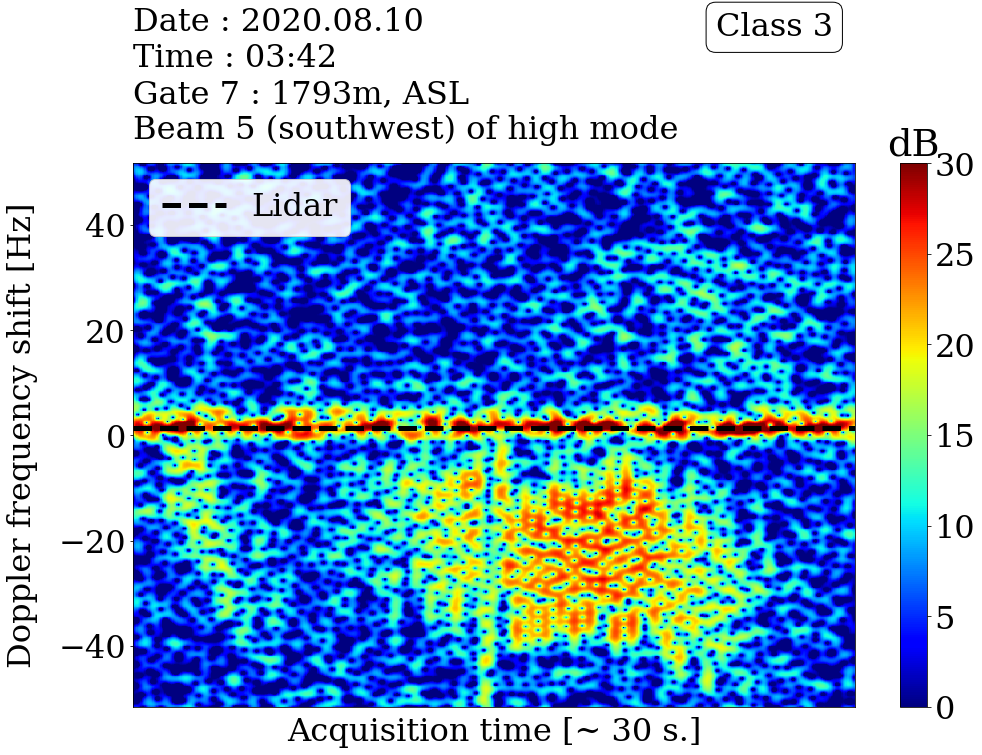 Date : 2020.08.10
Time : 03:42
Gate 7 : 1793m, ASL
Beam 5 (southwest) of high mode
Class 3
dB
Lidar
Doppler frequency shift [Hz]
40
20
0
−20
−40
30
25
20
15
10
5
0
Acquisition time [~ 30 s.]